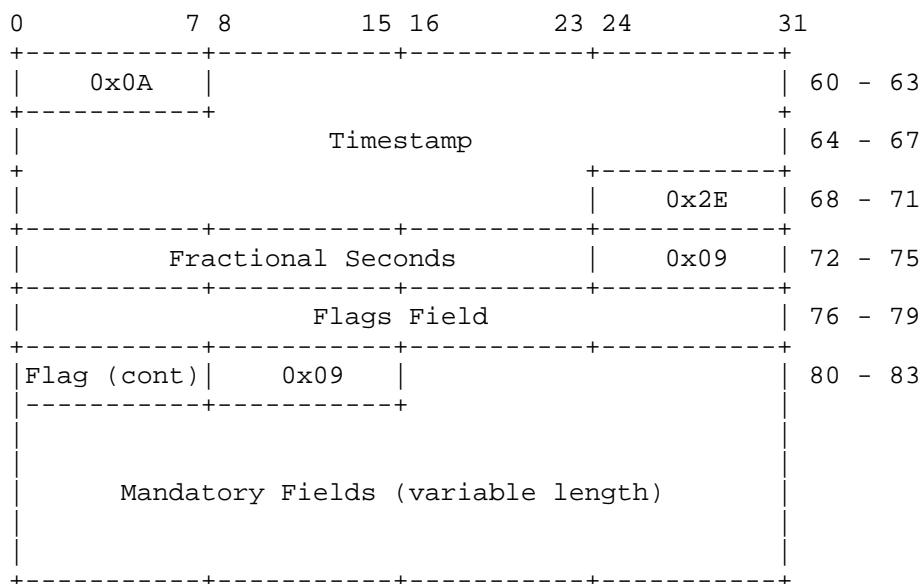 0          7 8        15 16       23 24         31
+-----------+-----------+-----------+-----------+
|    0x0A   |                                   | 60 - 63
+-----------+                                   +
|                   Timestamp                   | 64 - 67
+                                   +-----------+
|                                   |    0x2E   | 68 - 71
+-----------+-----------+-----------+-----------+
|         Fractional Seconds        |    0x09   | 72 - 75
+-----------+-----------+-----------+-----------+
|                  Flags Field                  | 76 - 79
+-----------+-----------+-----------+-----------+
|Flag (cont)|    0x09   |                       | 80 - 83
|-----------+-----------+                       |
|                                               |
|                                               |
|      Mandatory Fields (variable length)       |
|                                               |
|                                               |
+-----------+-----------+-----------+-----------+